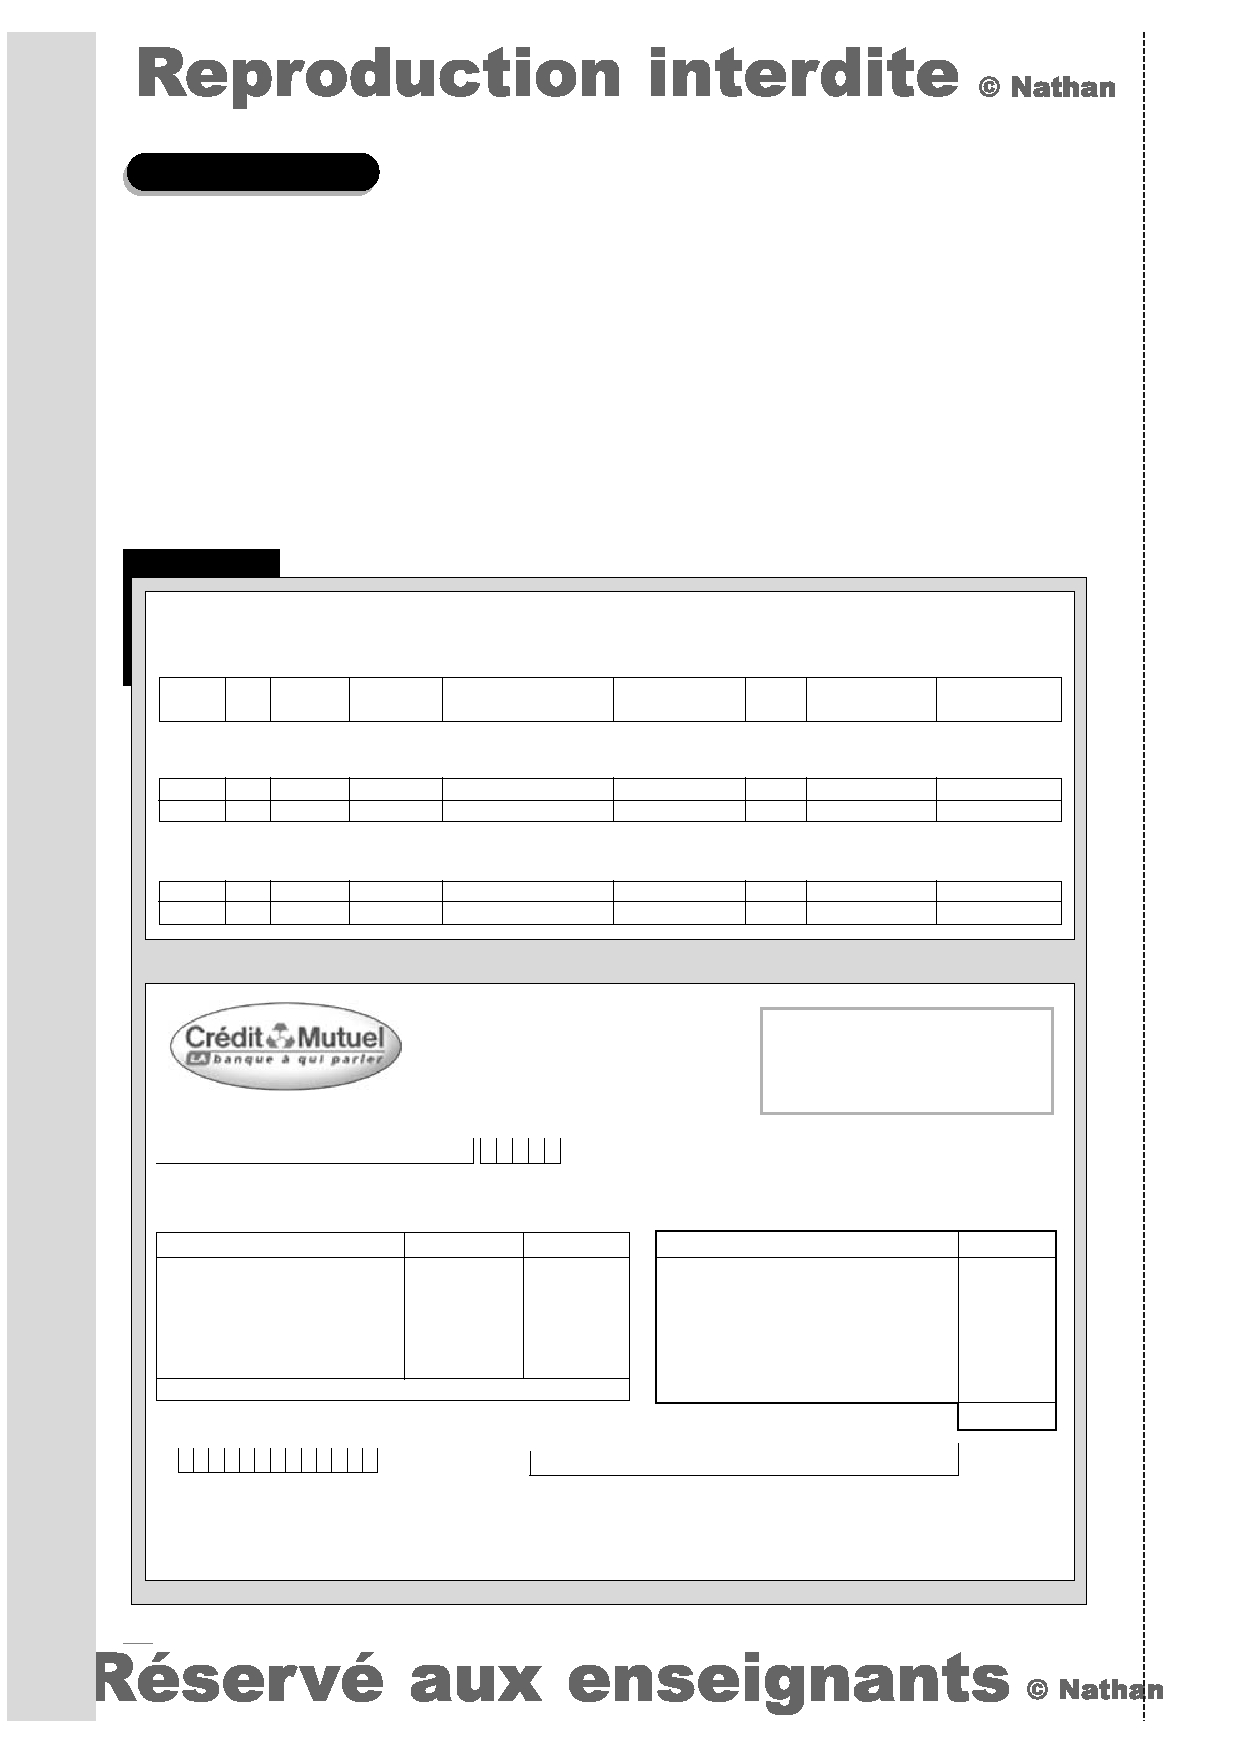 Reproduction interdite © Nathan
Crédit Mutuel
LA banque à qui parler
Réservé aux enseignants © Nathan